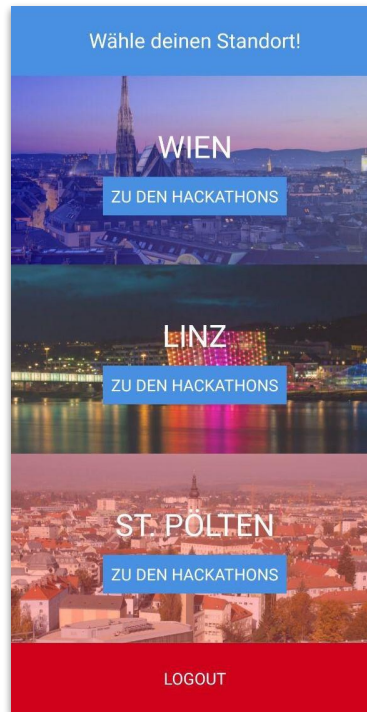 Wähle deinen Standort!
WIEN
ZU DEN HACKATHONS
LINZ
ZU DEN HACKATHONS
ST. PÖLTEN
ZU DEN HACKATHONS
LOGOUT